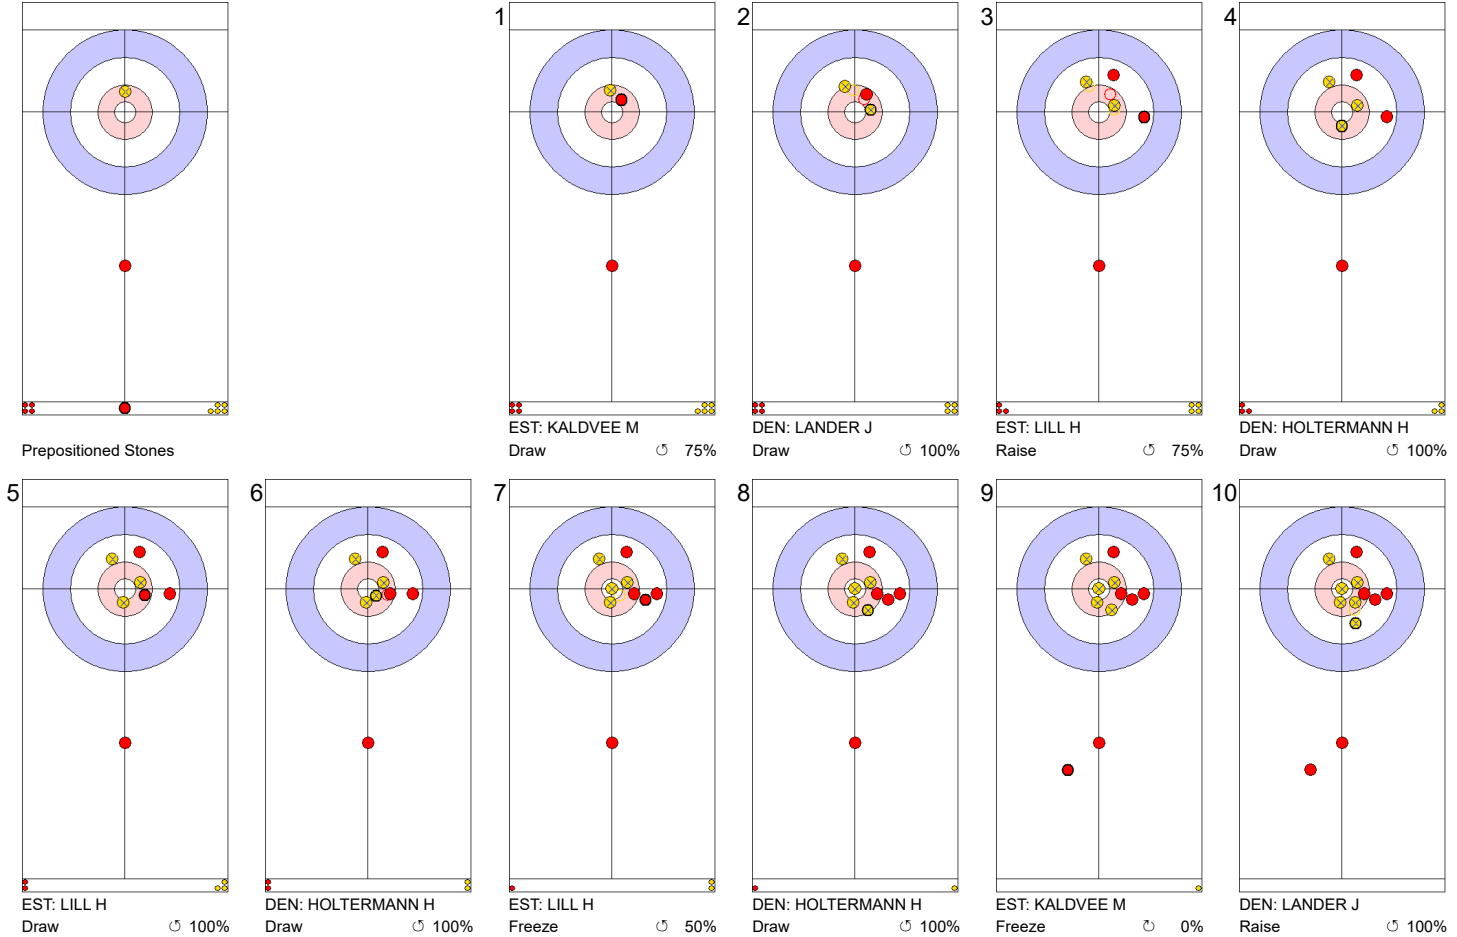 1 2 3 4
Prepositioned Stones
EST: KALDVEE M
Draw 75%
DEN: LANDER J
Draw 100%
EST: LILL H
Raise 75%
DEN: HOLTERMANN H
Draw 100%
5 6 7 8 9 10
EST: LILL H
Draw 100%
DEN: HOLTERMANN H
Draw 100%
EST: LILL H
Freeze 50%
DEN: HOLTERMANN H
Draw 100%
EST: KALDVEE M
Freeze 0%
DEN: LANDER J
Raise 100%